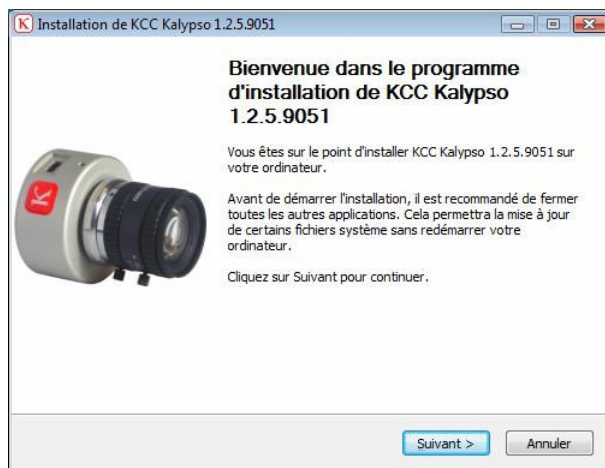 K Installation de KCC Kalypso 1.2.5.9051
Bienvenue dans le programme
d'installation de KCC Kalypso
1.2.5.9051
Vous êtes sur le point d'installer KCC Kalypso 1.2.5.9051 sur
votre ordinateur.
Avant de démarrer l'installation, il est recommandé de fermer
toutes les autres applications. Cela permettra la mise à jour
de certains fichiers système sans redémarrer votre
ordinateur.
Cliquez sur Suivant pour continuer.
K
Suivant > Annuler